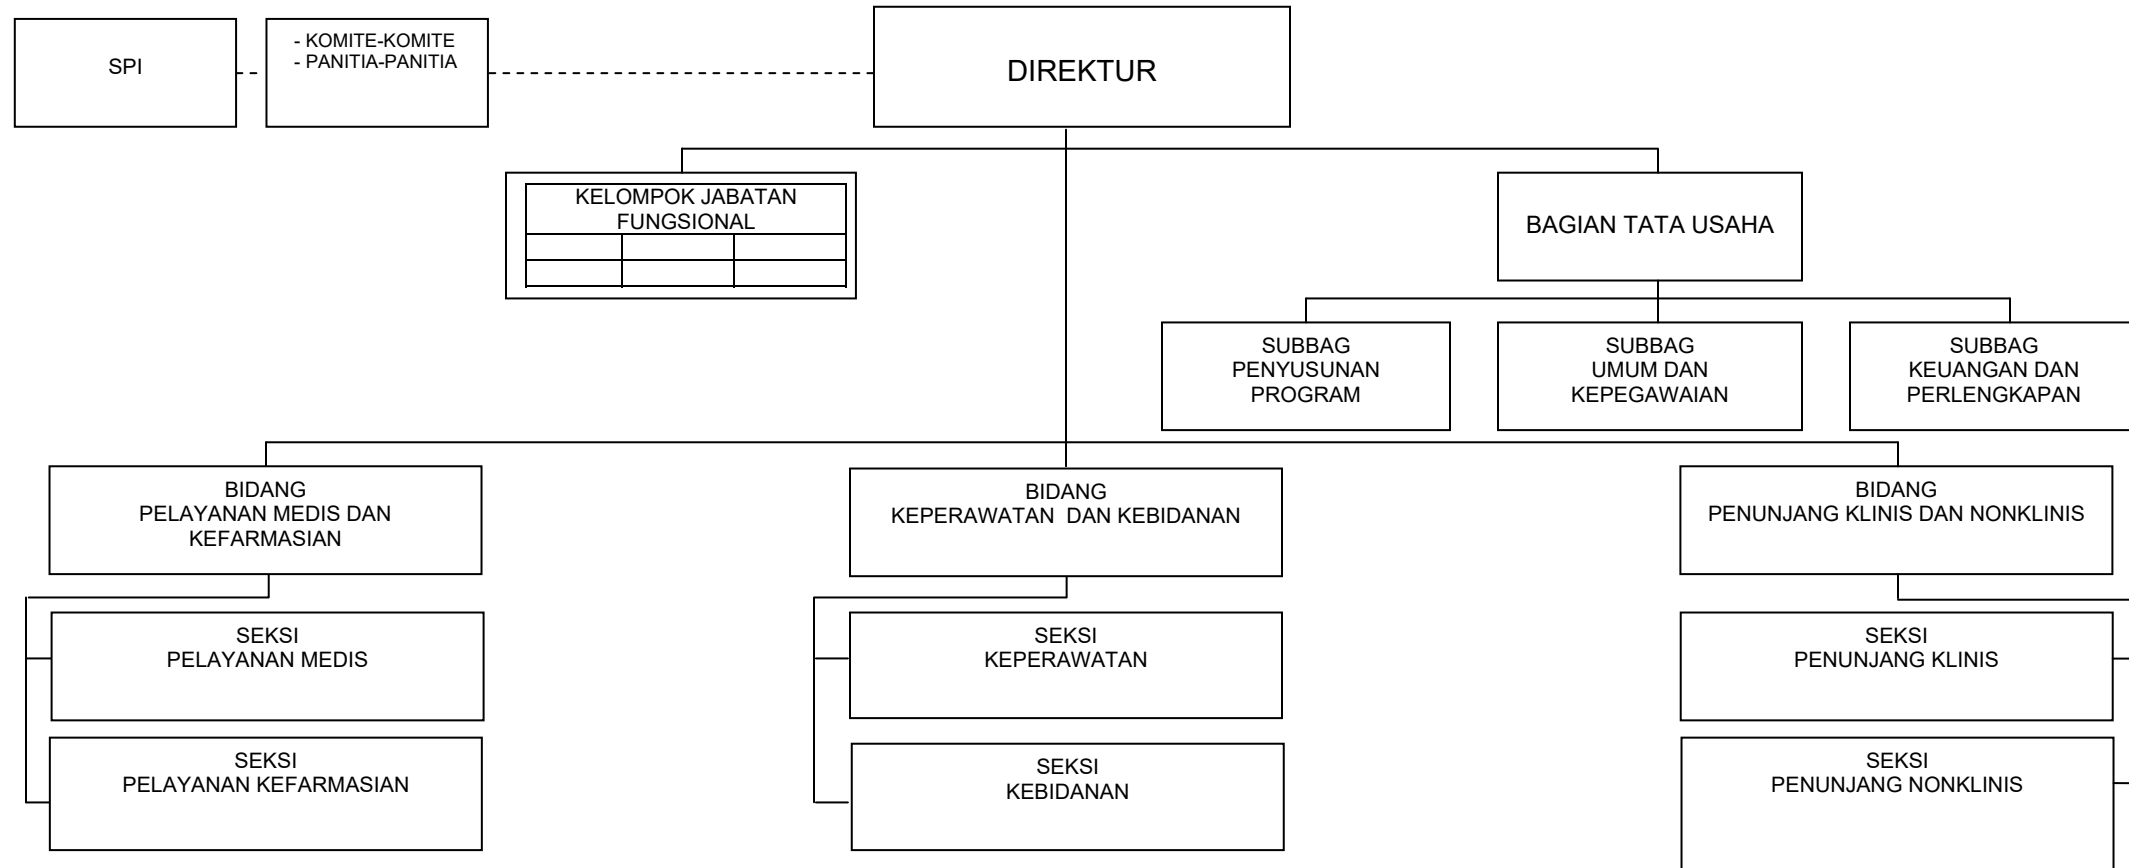 SPI
- KOMITE-KOMITE
- PANITIA-PANITIA
DIREKTUR
KELOMPOK JABATAN
FUNGSIONAL
BAGIAN TATA USAHA
SUBBAG
PENYUSUNAN
PROGRAM
SUBBAG
UMUM DAN
KEPEGAWAIAN
SUBBAG
KEUANGAN DAN
PERLENGKAPAN
BIDANG
PELAYANAN MEDIS DAN
KEFARMASIAN
BIDANG
KEPERAWATAN  DAN KEBIDANAN
BIDANG
PENUNJANG KLINIS DAN NONKLINIS
SEKSI
PELAYANAN MEDIS
SEKSI
KEPERAWATAN
SEKSI
PENUNJANG KLINIS
SEKSI
PELAYANAN KEFARMASIAN
SEKSI
KEBIDANAN
SEKSI
PENUNJANG NONKLINIS